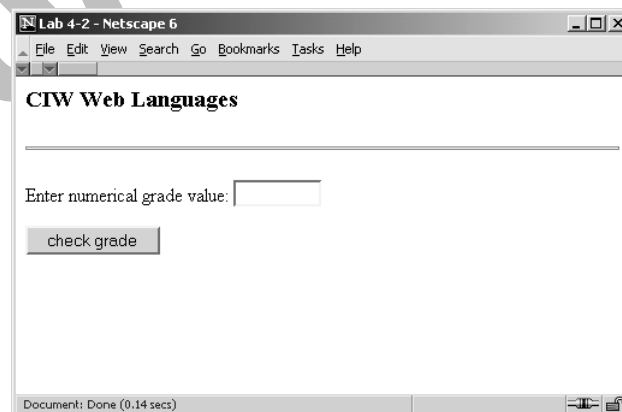 N Lab 4-2 - Netscape 6
File Edit View Search Go Bookmarks Tasks Help
CIW Web Languages
Enter numerical grade value:
check grade
Document: Done (0.14 secs)